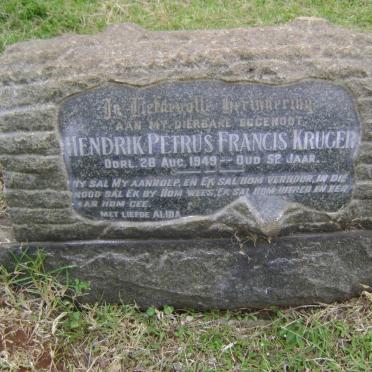 In Liefdevolle Herinnering
AAN MY DIERBARE EGGENOOT
HENDRIK PETRUS FRANCIS KRUGER
OORL. 28 AUG. 1949 — OUD 52 JAAR.
HY SAL MY AANROEP, EN EK SAL HOM VERHOOR, IN DIE
NOOD SAL EK BY HOM WEES, EK SAL HOM UITRED EN EER
AAN HOM GEE.
MET LIEFDE ALIDA